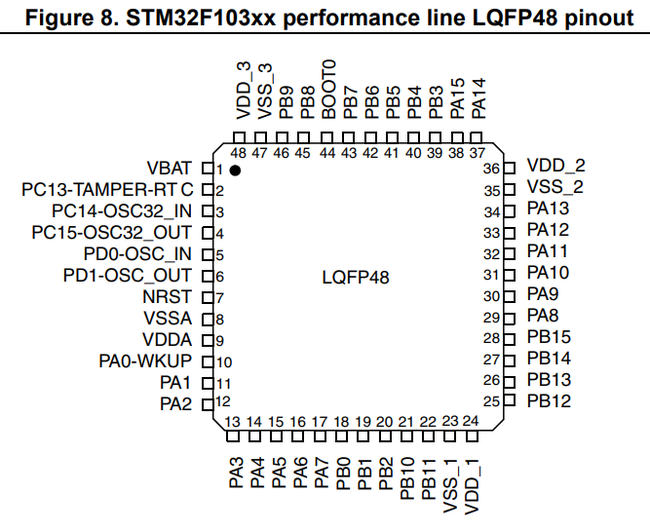 Figure 8. STM32F103xx performance line LQFP48 pinout
VDD_3
VSS_3
PB9
PB8
BOOT0
PB7
PB6
PB5
PB4
PB3
PA15
PA14
48 47 46 45 44 43 42 41 40 39 38 37
VBAT 1
PC13-TAMPER-RTC 2
PC14-OSC32_IN 3
PC15-OSC32_OUT 4
PD0-OSC_IN 5
PD1-OSC_OUT 6
NRST 7
VSSA 8
VDDA 9
PA0-WKUP 10
PA1 11
PA2 12
LQFP48
36 VDD_2
35 VSS_2
34 PA13
33 PA12
32 PA11
31 PA10
30 PA9
29 PA8
28 PB15
27 PB14
26 PB13
25 PB12
13 14 15 16 17 18 19 20 21 22 23 24
PA3
PA4
PA5
PA6
PA7
PB0
PB1
PB2
PB10
PB11
VSS_1
VDD_1